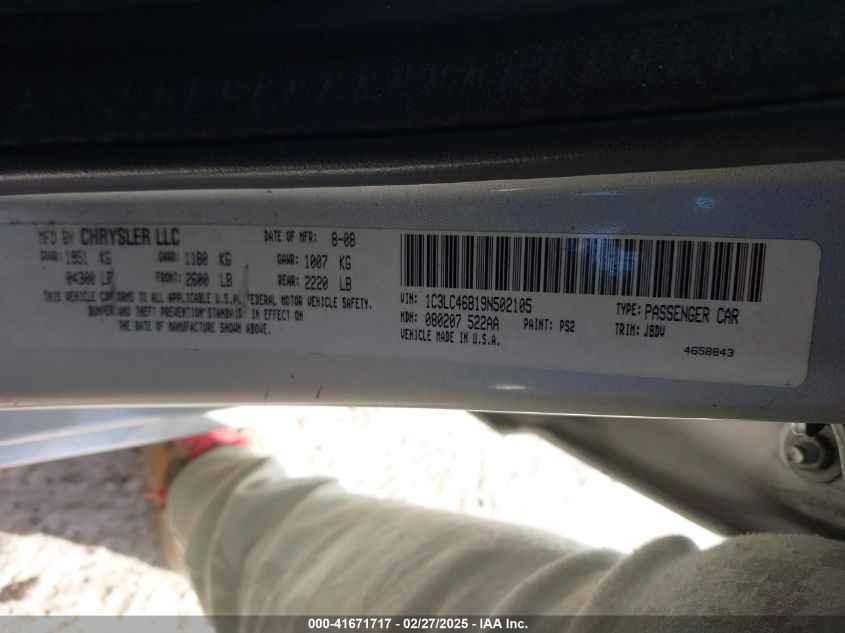 MFD BY CHRYSLER LLC DATE OF MFR: 8-08
GVWR: 1951 KG GAWR: 1180 KG GAWR: 1007 KG
04300 LB FRONT: 2600 LB REAR: 2220 LB
THIS VEHICLE CONFORMS TO ALL APPLICABLE U.S.A. FEDERAL MOTOR VEHICLE SAFETY,
BUMPER AND THEFT PREVENTION STANDARD IN EFFECT ON
THE DATE OF MANUFACTURE SHOWN ABOVE.
VIN: 1C3LC46B19N502105 TYPE: PASSENGER CAR
MDH: 080207 522AA PAINT: PS2 TRIM: J8DV
VEHICLE MADE IN U.S.A.
4658843
000-41671717 — 02/27/2025 — IAA Inc.